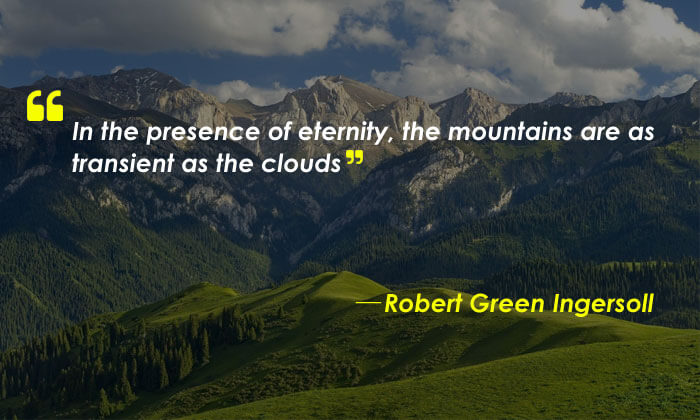 “In the presence of eternity, the mountains are as
transient as the clouds”
—Robert Green Ingersoll